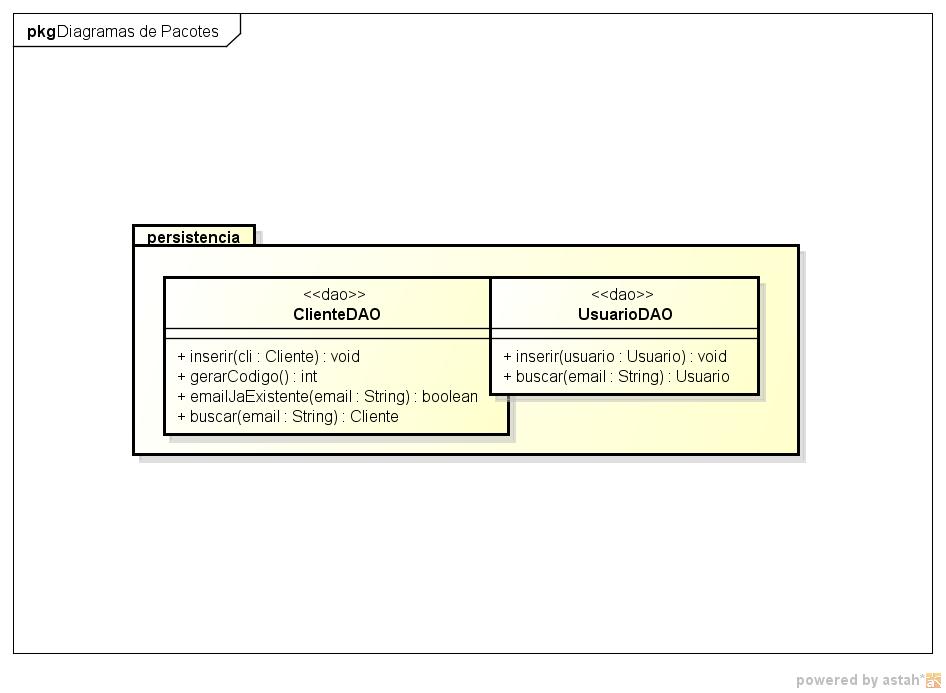 pkg Diagramas de Pacotes
persistencia
<<dao>>
ClienteDAO
+ inserir(cli : Cliente) : void
+ gerarCodigo() : int
+ emailJaExistente(email : String) : boolean
+ buscar(email : String) : Cliente
<<dao>>
UsuarioDAO
+ inserir(usuario : Usuario) : void
+ buscar(email : String) : Usuario
powered by astah*